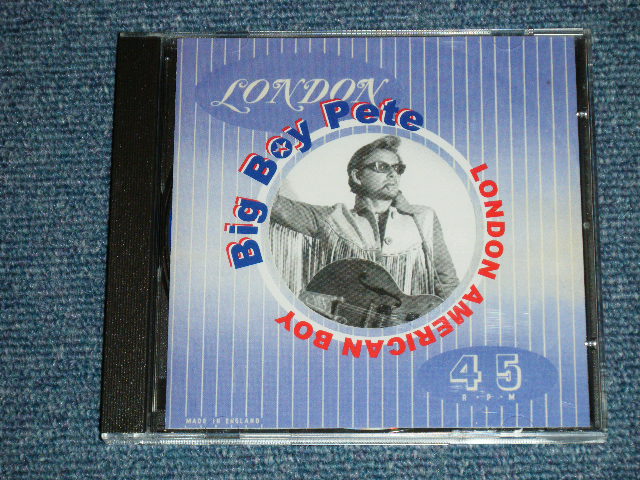 LONDON
Big Boy Pete
LONDON AMERICAN BOY
45
R·P·M
MADE IN ENGLAND